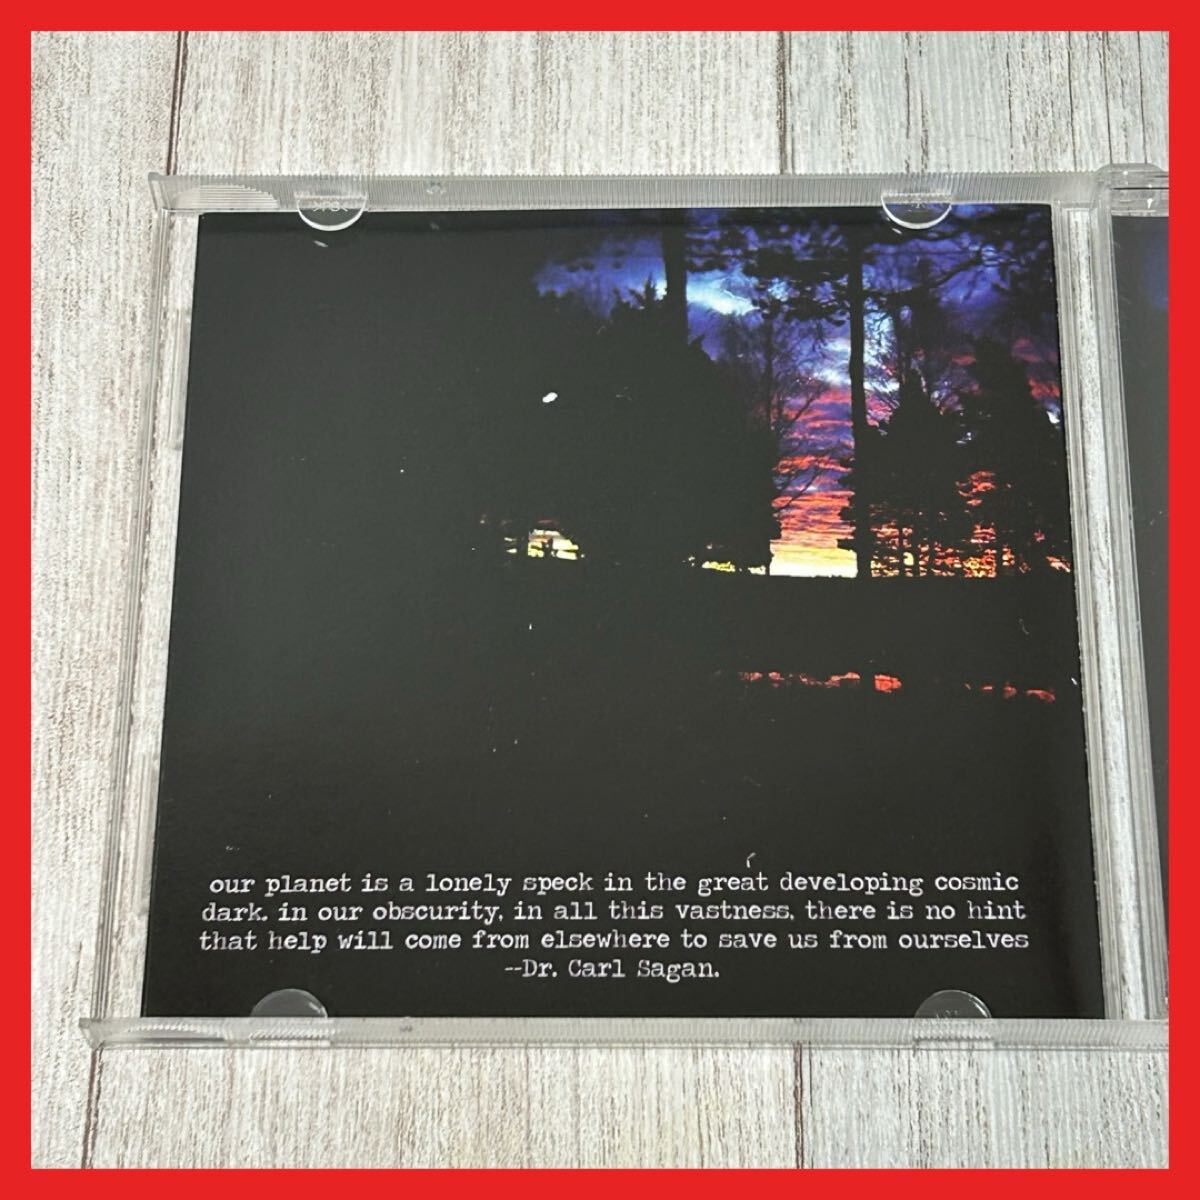 our planet is a lonely speck in the great developing cosmic
dark. in our obscurity, in all this vastness, there is no hint
that help will come from elsewhere to save us from ourselves
--Dr. Carl Sagan.